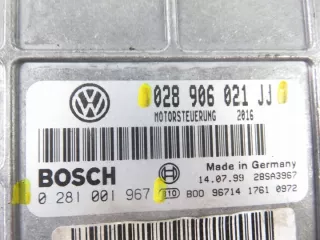 028 906 021 JJ
MOTORSTEUERUNG 2016
Made in Germany
BOSCH 14.07.99 28SA3967
0 281 001 967 B10 800 96714 1761 0972